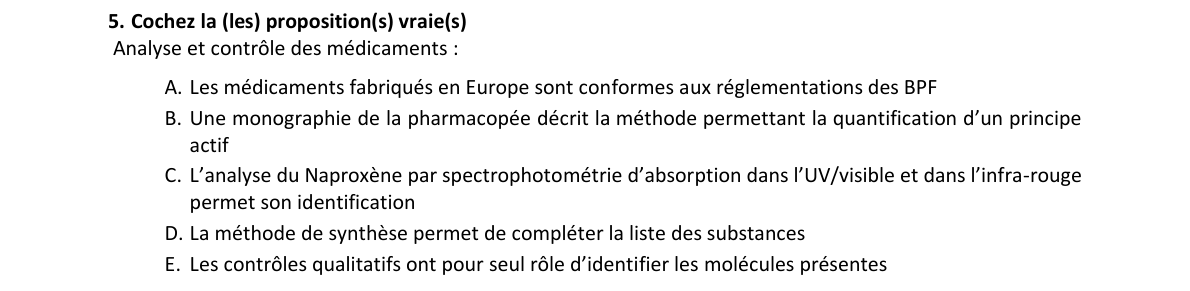 5. Cochez la (les) proposition(s) vraie(s)
Analyse et contrôle des médicaments :
A. Les médicaments fabriqués en Europe sont conformes aux réglementations des BPF
B. Une monographie de la pharmacopée décrit la méthode permettant la quantification d’un principe
actif
C. L’analyse du Naproxène par spectrophotométrie d’absorption dans l’UV/visible et dans l’infra-rouge
permet son identification
D. La méthode de synthèse permet de compléter la liste des substances
E. Les contrôles qualitatifs ont pour seul rôle d’identifier les molécules présentes